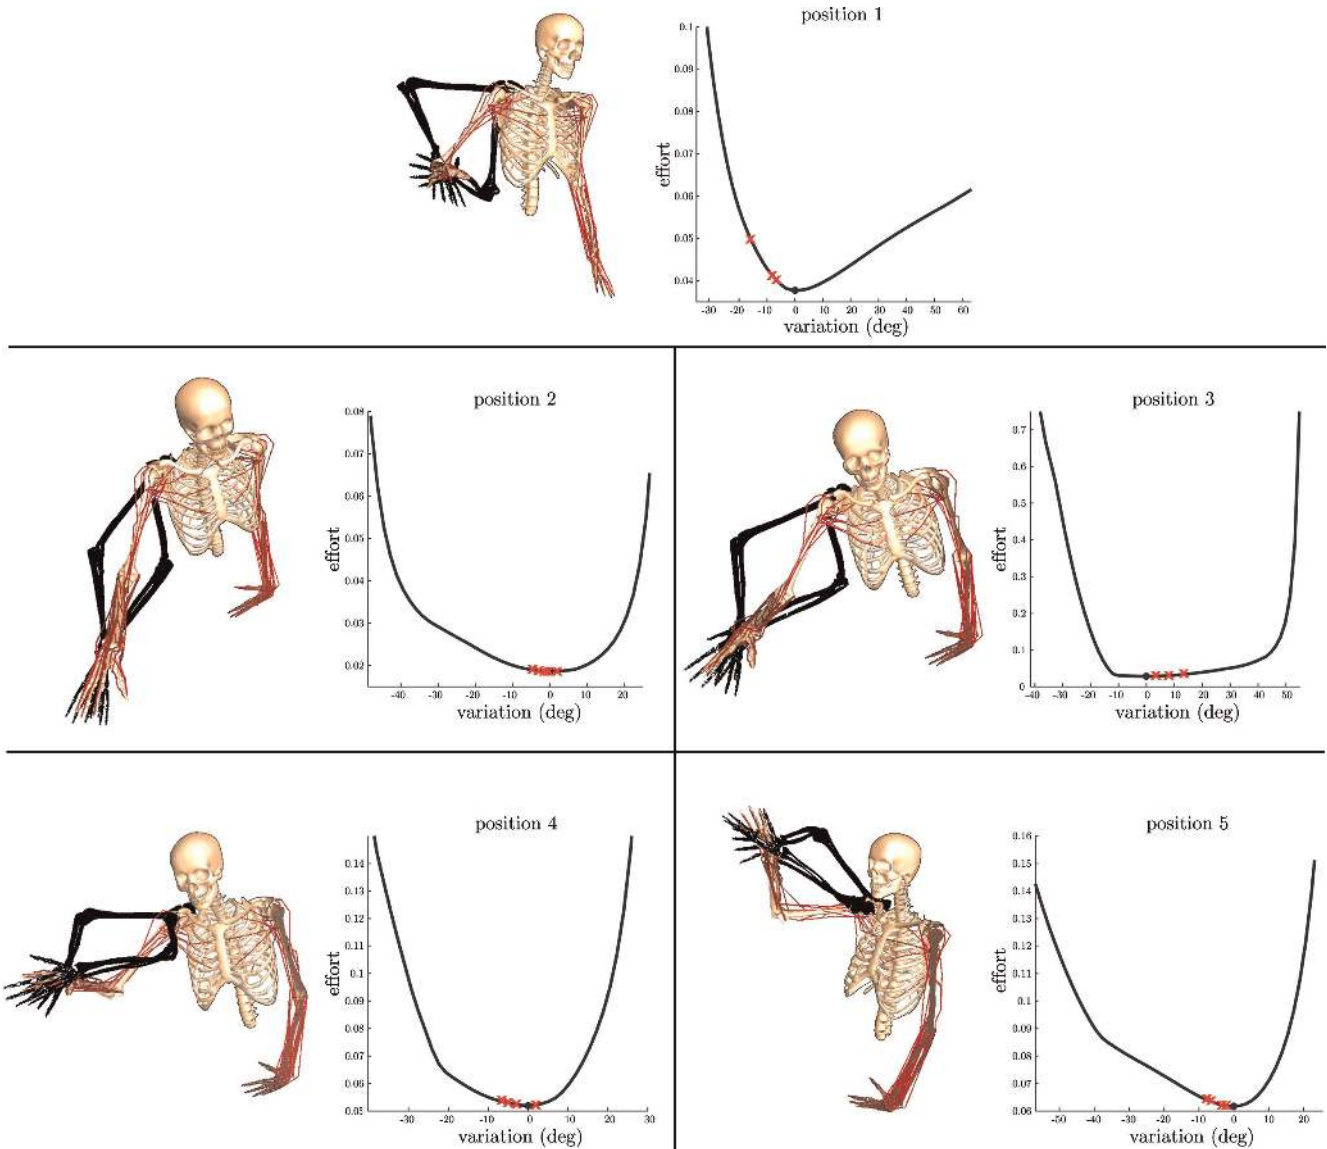 position 1
0.1
0.09
0.08
0.07
0.06
0.05
0.04
effort
-30 -20 -10 0 10 20 30 40 50 60
variation (deg)
position 2
0.08
0.07
0.06
0.05
0.04
0.03
0.02
effort
-40 -30 -20 -10 0 10 20
variation (deg)
position 3
0.7
0.6
0.5
0.4
0.3
0.2
0.1
0
effort
-40 -30 -20 -10 0 10 20 30 40 50
variation (deg)
position 4
0.14
0.13
0.12
0.11
0.1
0.09
0.08
0.07
0.06
0.05
effort
-30 -20 -10 0 10 20 30
variation (deg)
position 5
0.16
0.15
0.14
0.13
0.12
0.11
0.1
0.09
0.08
0.07
0.06
effort
-50 -40 -30 -20 -10 0 10 20
variation (deg)